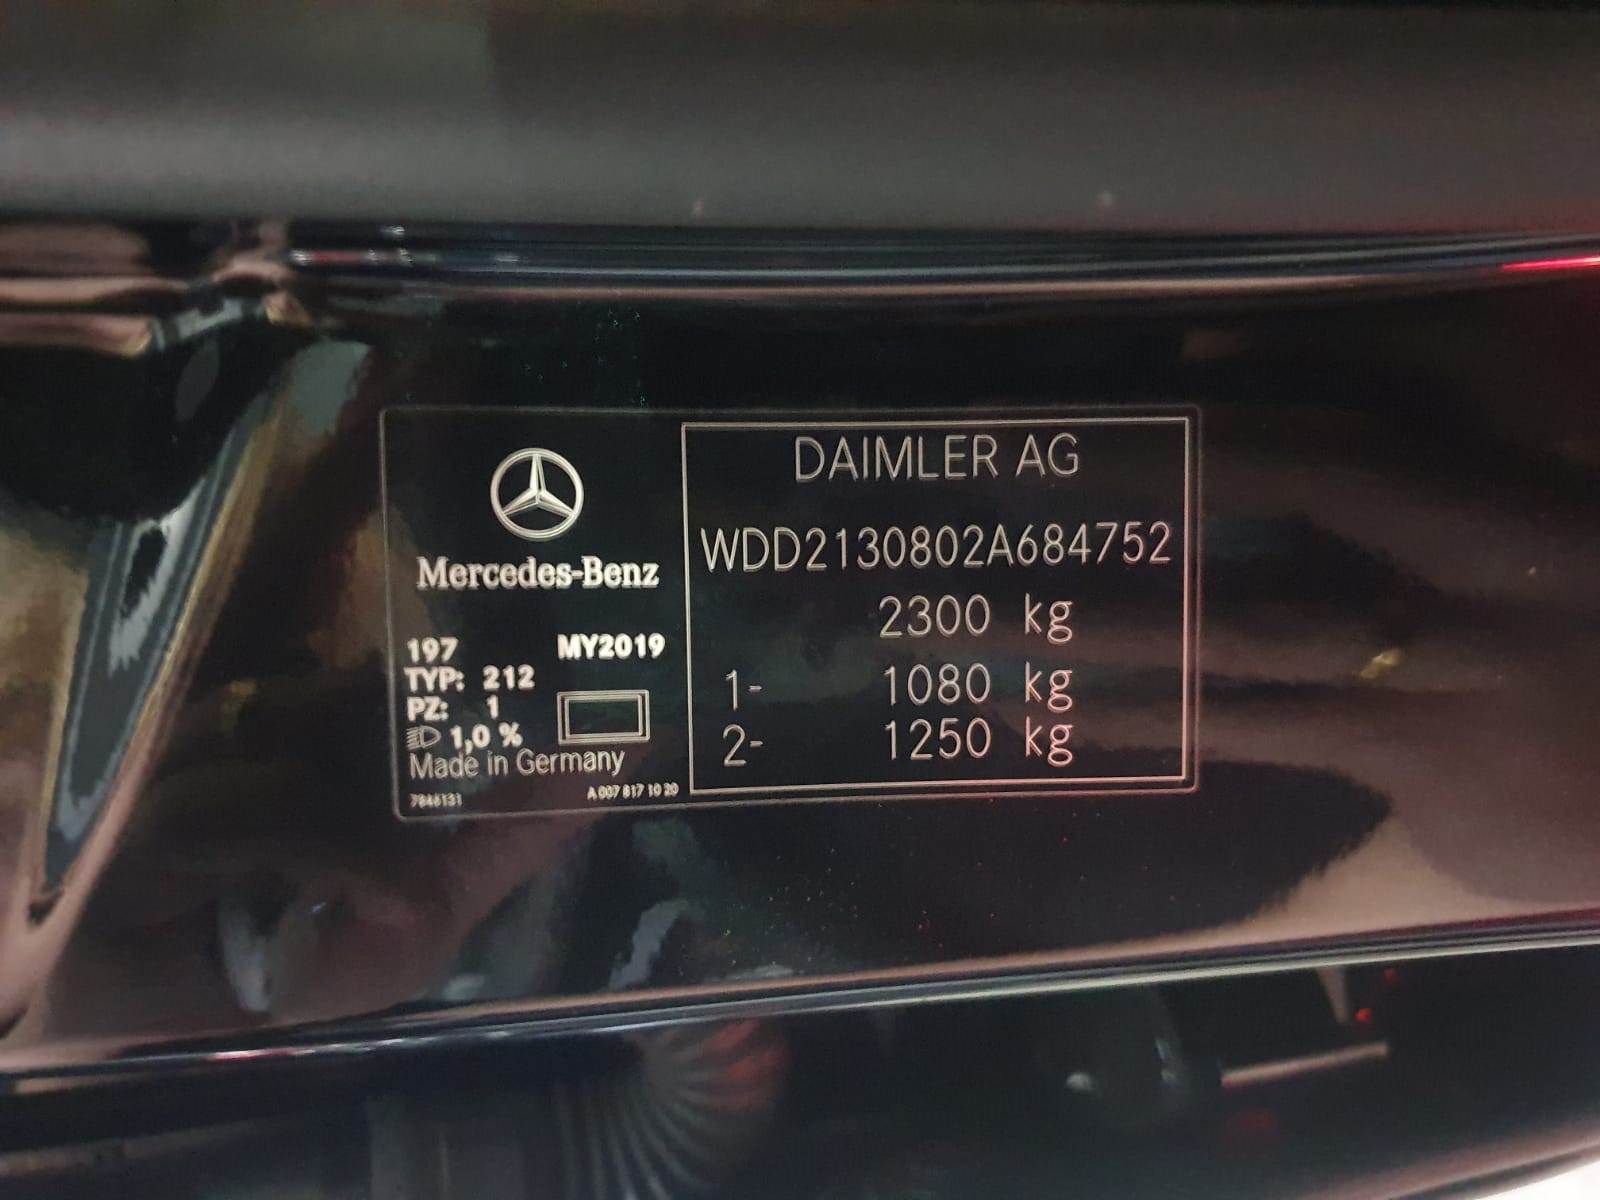 Mercedes-Benz
197 MY2019
TYP: 212
PZ: 1
1,0 %
Made in Germany
7846131 A 007 817 10 20
DAIMLER AG
WDD2130802A684752
2300 kg
1- 1080 kg
2- 1250 kg